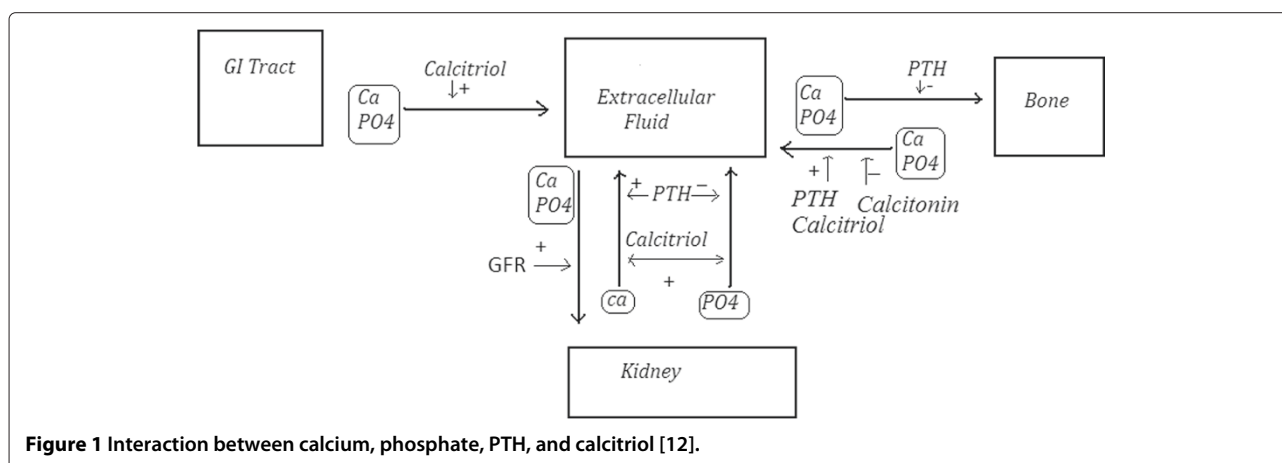 GI Tract
Calcitriol
↓+
Ca
PO4
Extracellular
Fluid
Ca
PO4
PTH
↓-
Bone
Ca
PO4
+
PTH
Calcitriol
−
Calcitonin
Ca
PO4
+ PTH −
+
GFR
Calcitriol
+
ca
PO4
Kidney
Figure 1 Interaction between calcium, phosphate, PTH, and calcitriol [12].